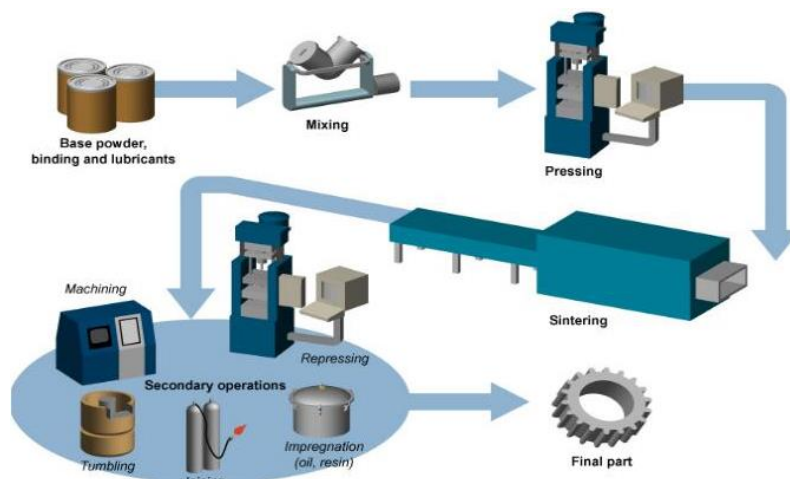 Base powder,
binding and lubricants
Mixing
Pressing
Sintering
Machining
Repressing
Secondary operations
Tumbling
Impregnation
(oil, resin)
Final part